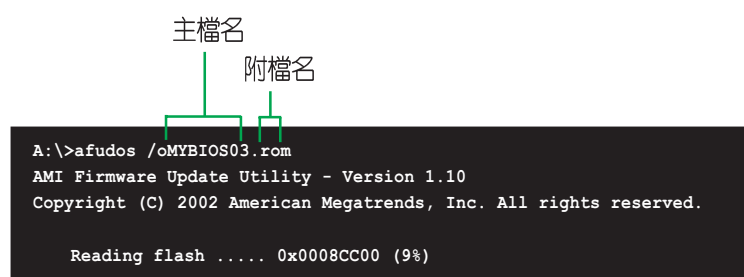 主檔名
附檔名
A:\>afudos /oMYBIOS03.rom
AMI Firmware Update Utility - Version 1.10
Copyright (C) 2002 American Megatrends, Inc. All rights reserved.
Reading flash ..... 0x0008CC00 (9%)